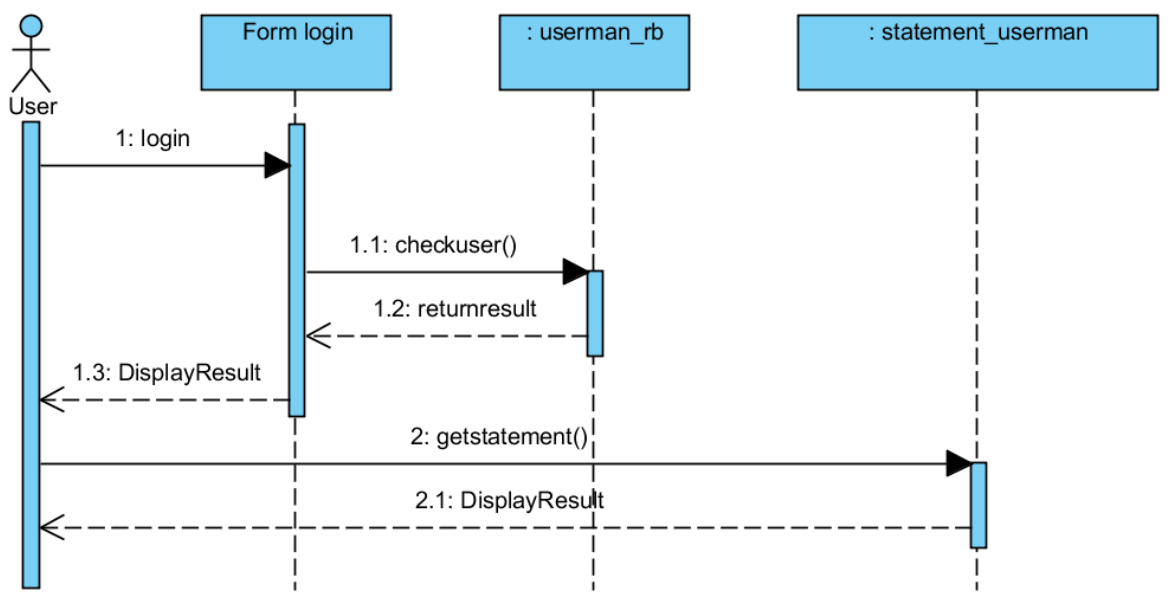 Form login
: userman_rb
: statement_userman
User
1: login
1.1: checkuser()
1.2: returnresult
1.3: DisplayResult
2: getstatement()
2.1: DisplayResult